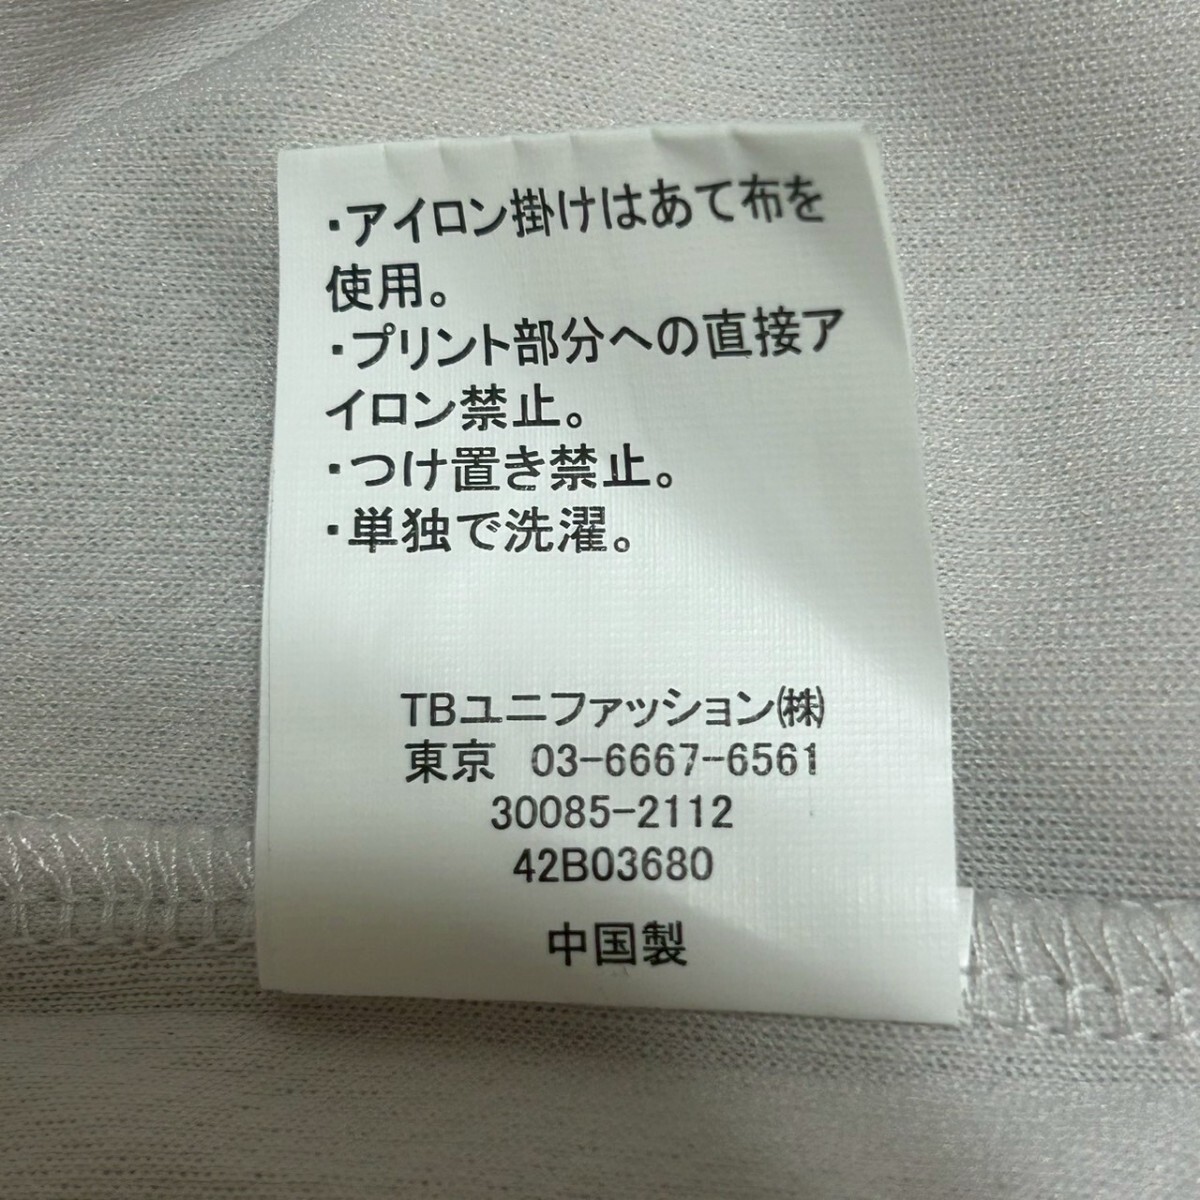 ・アイロン掛けはあて布を
使用。
・プリント部分への直接ア
イロン禁止。
・つけ置き禁止。
・単独で洗濯。
TBユニファッション㈱
東京　03-6667-6561
30085-2112
42B03680
中国製